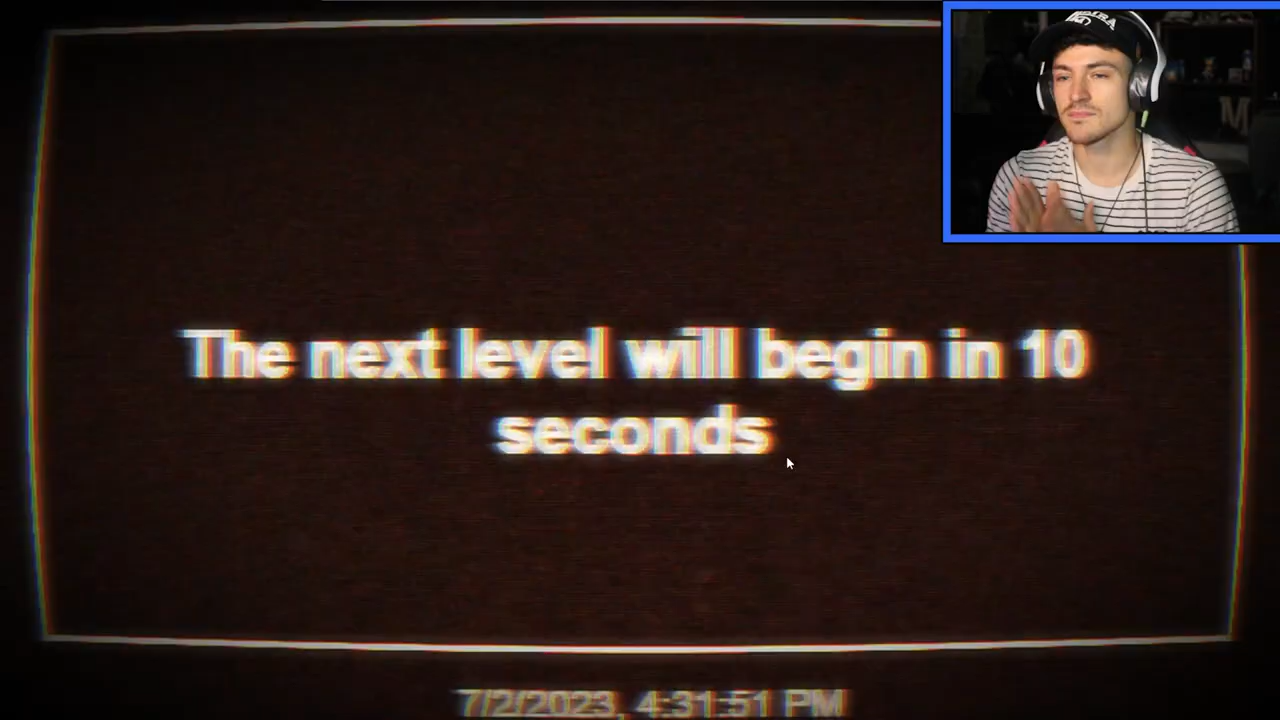 The next level will begin in 10
seconds
7/2/2023, 4:31:51 PM